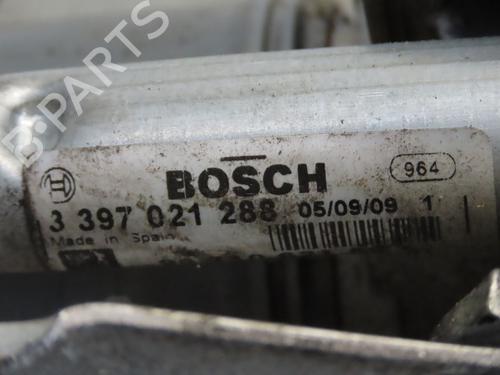 B-Parts
BOSCH
964
3 397 021 288 05/09/09 1
Made in Spain